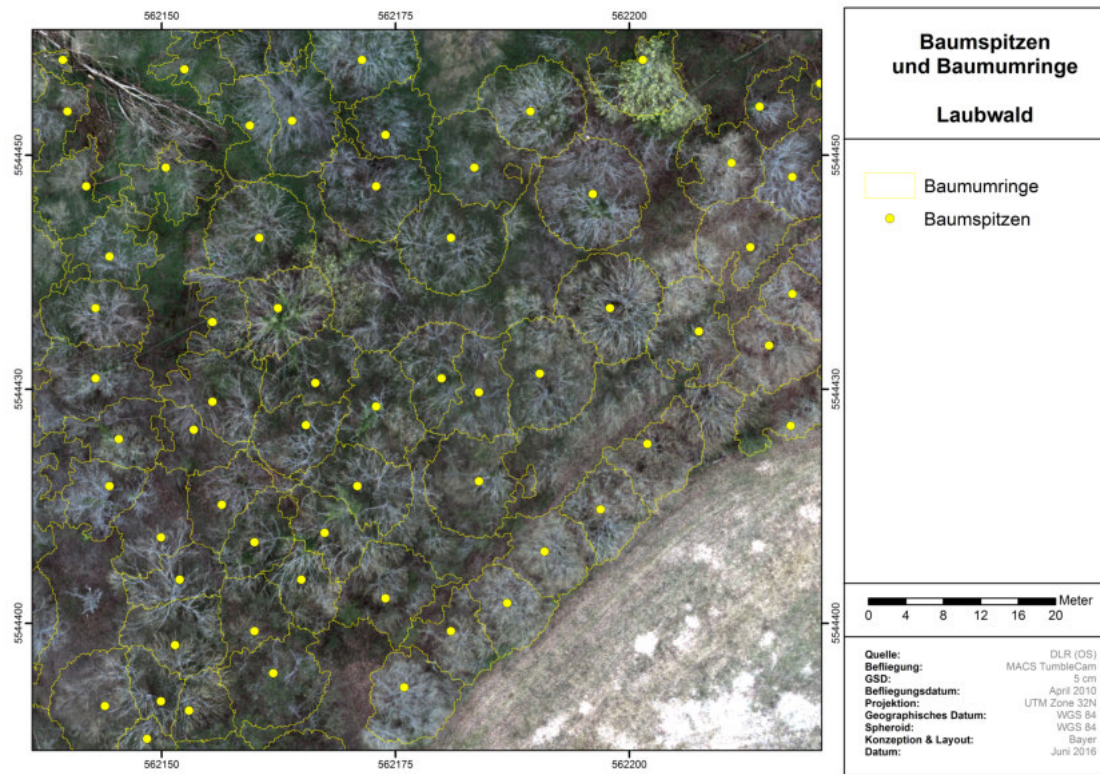 562150 562175 562200
Baumspitzen
und Baumumringe
Laubwald
Baumumringe
Baumspitzen
5544450 5544450
5544430 5544430
5544400 5544400
562150 562175 562200
0 4 8 12 16 20 Meter
Quelle: DLR (OS)
Befliegung: MACS TumbleCam
GSD: 5 cm
Befliegungsdatum: April 2010
Projektion: UTM Zone 32N
Geographisches Datum: WGS 84
Spheroid: WGS 84
Konzeption & Layout: Bayer
Datum: Juni 2016